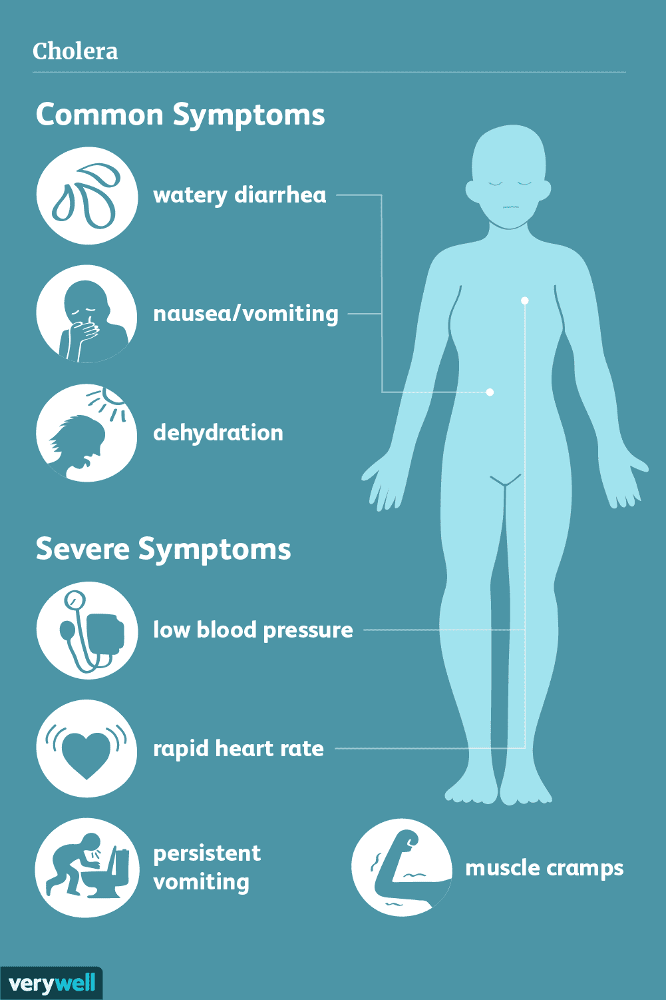 Cholera
Common Symptoms
watery diarrhea
nausea/vomiting
dehydration
Severe Symptoms
low blood pressure
rapid heart rate
persistent
vomiting
muscle cramps
verywell